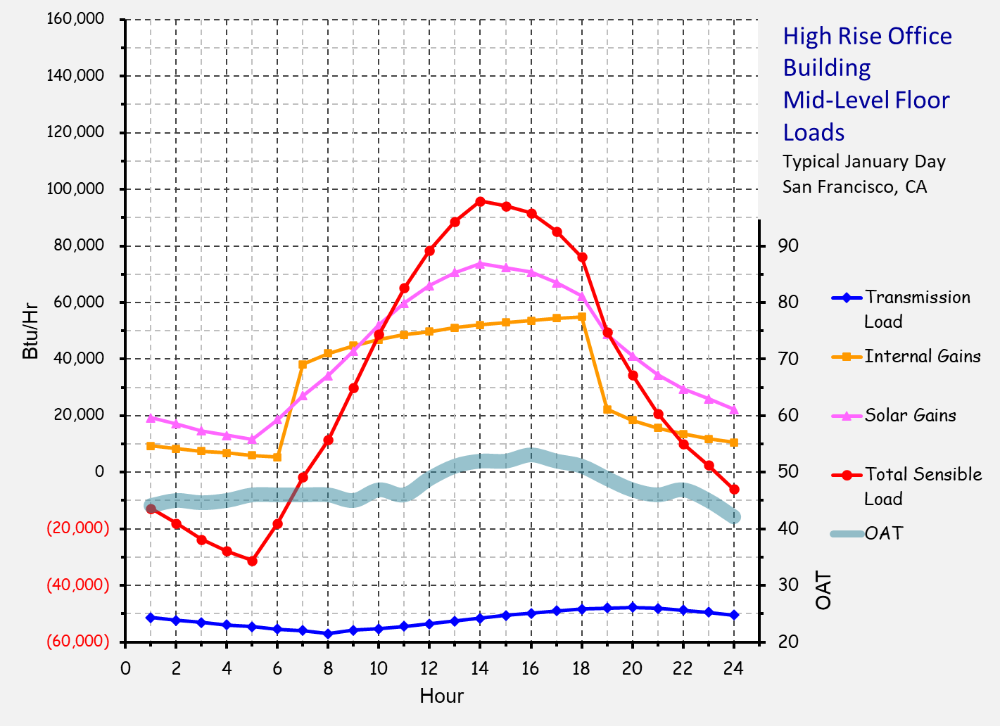 High Rise Office
Building
Mid-Level Floor
Loads
Typical January Day
San Francisco, CA
160,000
140,000
120,000
100,000
80,000
60,000
40,000
20,000
0
(20,000)
(40,000)
(60,000)
Btu/Hr
0 2 4 6 8 10 12 14 16 18 20 22 24
Hour
90
80
70
60
50
40
30
20
OAT
Transmission
Load
Internal Gains
Solar Gains
Total Sensible
Load
OAT